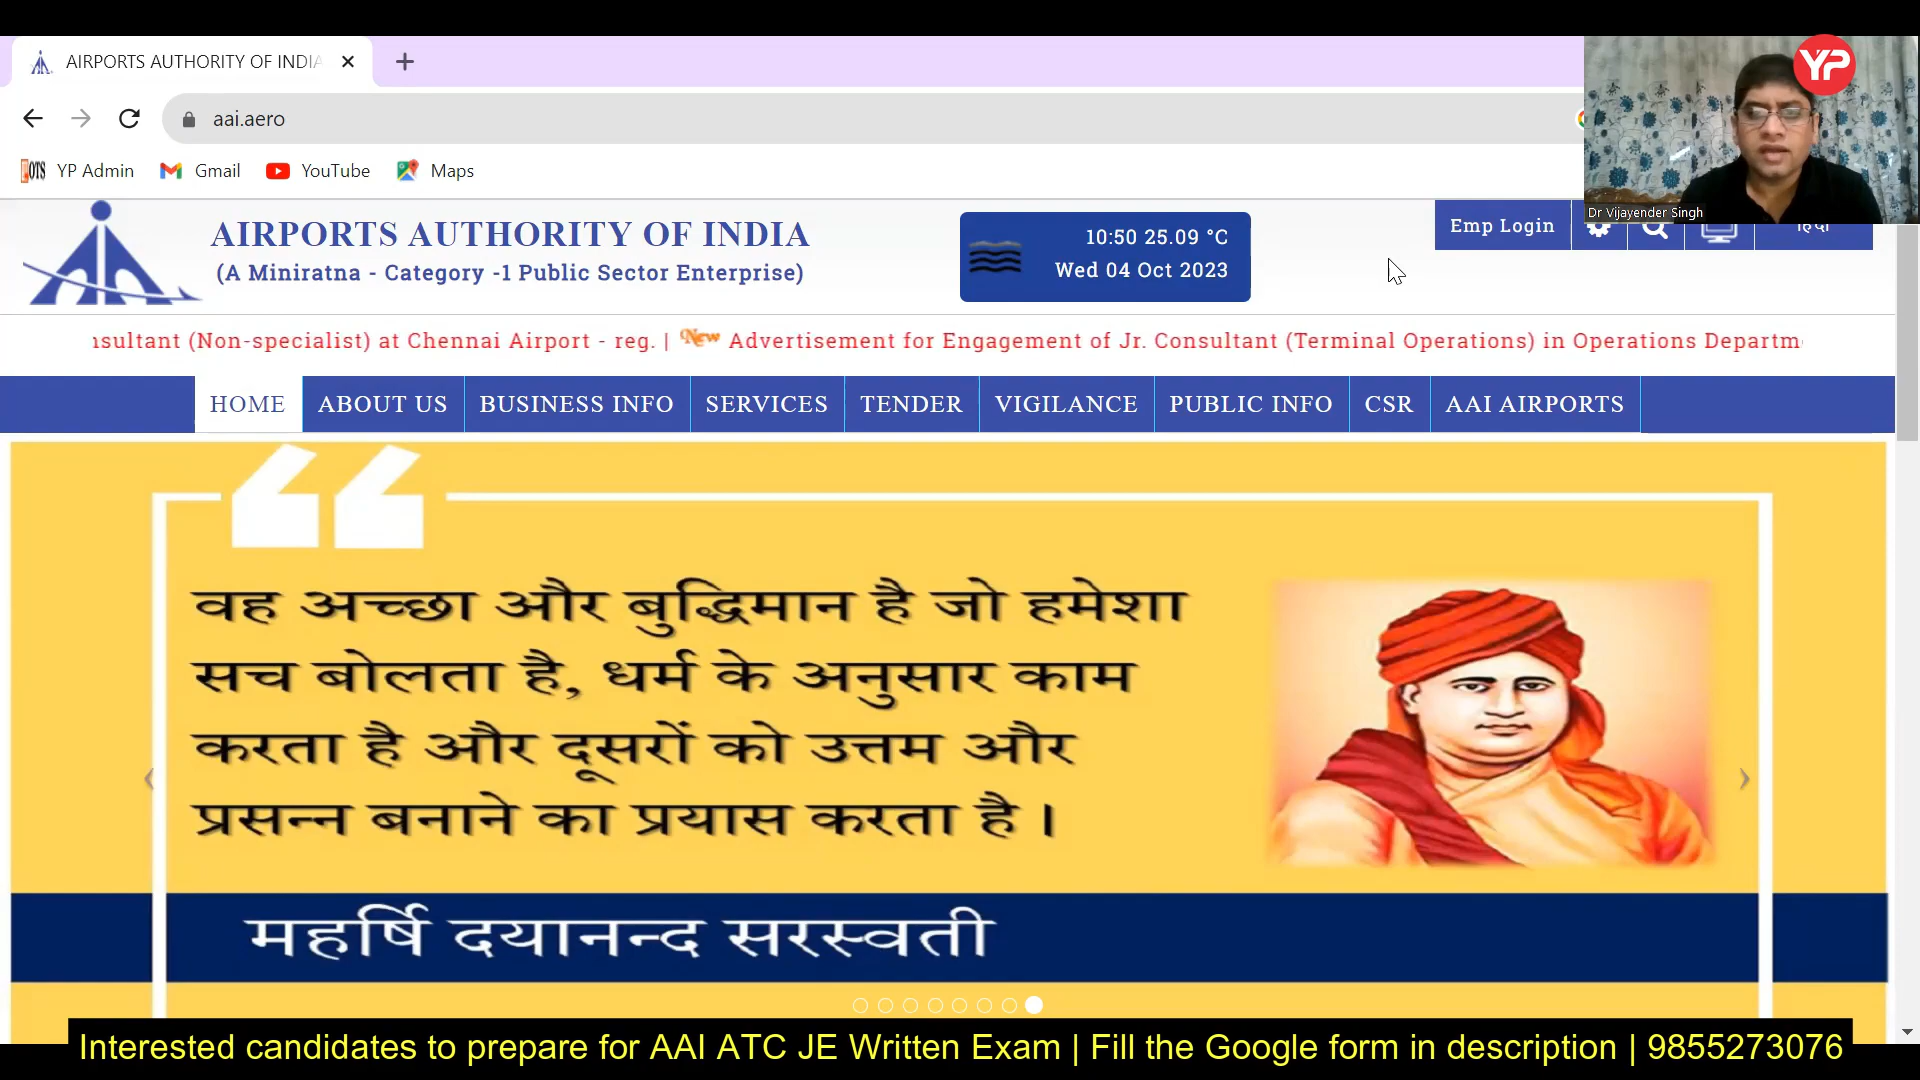 AIRPORTS AUTHORITY OF INDIA
YP
aai.aero
OTS YP Admin Gmail YouTube Maps
Dr Vijayender Singh
AIRPORTS AUTHORITY OF INDIA
(A Miniratna - Category -1 Public Sector Enterprise)
10:50 25.09 °C
Wed 04 Oct 2023
Emp Login
nsultant (Non-specialist) at Chennai Airport - reg. | New Advertisement for Engagement of Jr. Consultant (Terminal Operations) in Operations Departm
HOME ABOUT US BUSINESS INFO SERVICES TENDER VIGILANCE PUBLIC INFO CSR AAI AIRPORTS
वह अच्छा और बुद्धिमान है जो हमेशा
सच बोलता है, धर्म के अनुसार काम
करता है और दूसरों को उत्तम और
प्रसन्न बनाने का प्रयास करता है ।
महर्षि दयानन्द सरस्वती
Interested candidates to prepare for AAI ATC JE Written Exam | Fill the Google form in description | 9855273076